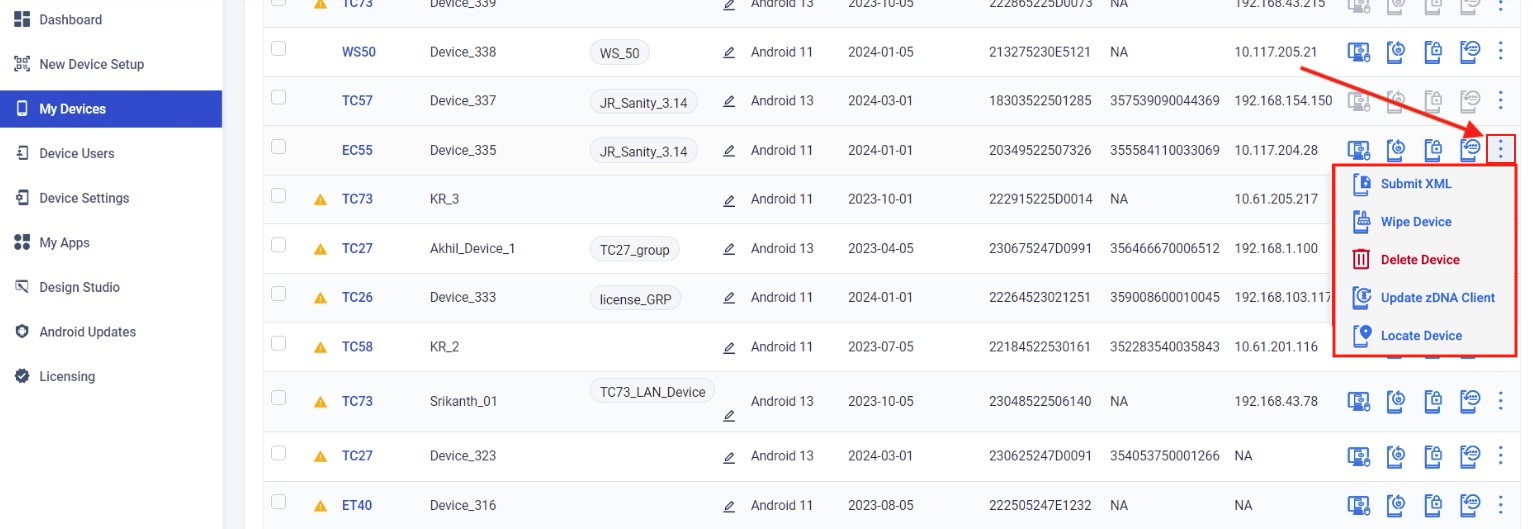 Dashboard
New Device Setup
My Devices
Device Users
Device Settings
My Apps
Design Studio
Android Updates
Licensing
TC73 Device_339 Android 13 2023-10-05 222865225D0073 NA 192.168.43.215
WS50 Device_338 WS_50 Android 11 2024-01-05 213275230E5121 NA 10.117.205.21
TC57 Device_337 JR_Sanity_3.14 Android 13 2024-03-01 18303522501285 357539090044369 192.168.154.150
EC55 Device_335 JR_Sanity_3.14 Android 11 2024-01-01 20349522507326 355584110033069 10.117.204.28
TC73 KR_3 Android 11 2023-10-01 222915225D0014 NA 10.61.205.217
TC27 Akhil_Device_1 TC27_group Android 13 2023-04-05 230675247D0991 356466670006512 192.168.1.100
TC26 Device_333 license_GRP Android 11 2024-01-01 22264523021251 359008600010045 192.168.103.117
TC58 KR_2 Android 11 2023-07-05 22184522530161 352283540035843 10.61.201.116
TC73 Srikanth_01 TC73_LAN_Device Android 13 2023-10-05 23048522506140 NA 192.168.43.78
TC27 Device_323 Android 13 2024-03-01 230625247D0091 354053750001266 NA
ET40 Device_316 Android 11 2023-08-05 222505247E1232 NA NA
Submit XML
Wipe Device
Delete Device
Update zDNA Client
Locate Device